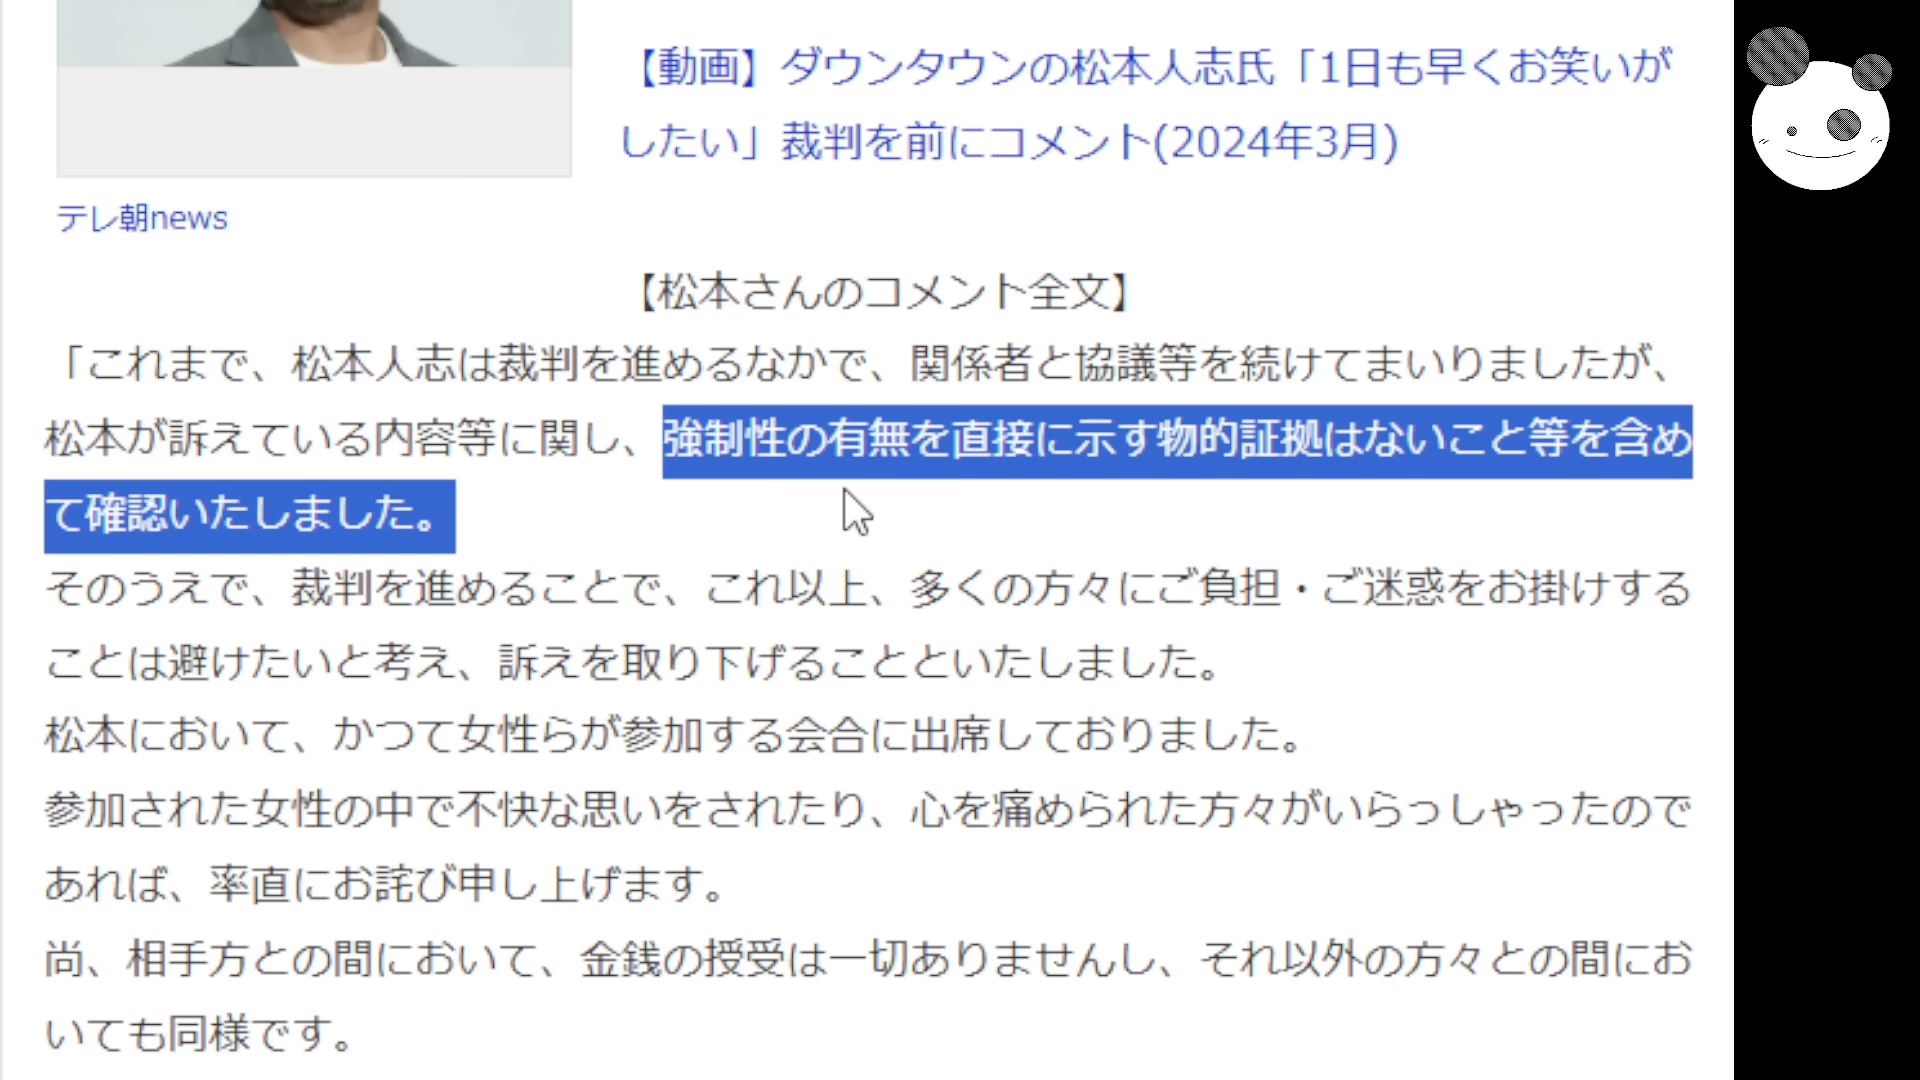 【動画】ダウンタウンの松本人志氏「1日も早くお笑いが
したい」裁判を前にコメント(2024年3月)
テレ朝news
【松本さんのコメント全文】
「これまで、松本人志は裁判を進めるなかで、関係者と協議等を続けてまいりましたが、
松本が訴えている内容等に関し、強制性の有無を直接に示す物的証拠はないこと等を含め
て確認いたしました。
そのうえで、裁判を進めることで、これ以上、多くの方々にご負担・ご迷惑をお掛けする
ことは避けたいと考え、訴えを取り下げることといたしました。
松本において、かつて女性らが参加する会合に出席しておりました。
参加された女性の中で不快な思いをされたり、心を痛められた方々がいらっしゃったので
あれば、率直にお詫び申し上げます。
尚、相手方との間において、金銭の授受は一切ありませんし、それ以外の方々との間にお
いても同様です。